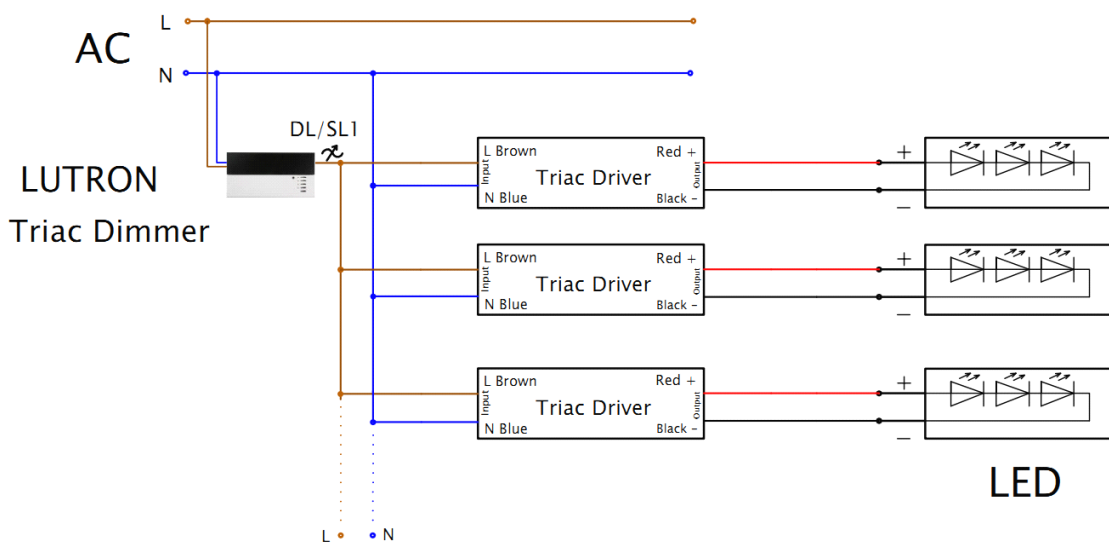 L
AC
N
DL/SL1
LUTRON
Triac Dimmer
L Brown
Red +
Input
Triac Driver
Output
N Blue
Black -
+
−
L Brown
Red +
Input
Triac Driver
Output
N Blue
Black -
+
−
L Brown
Red +
Input
Triac Driver
Output
N Blue
Black -
+
−
LED
L
N